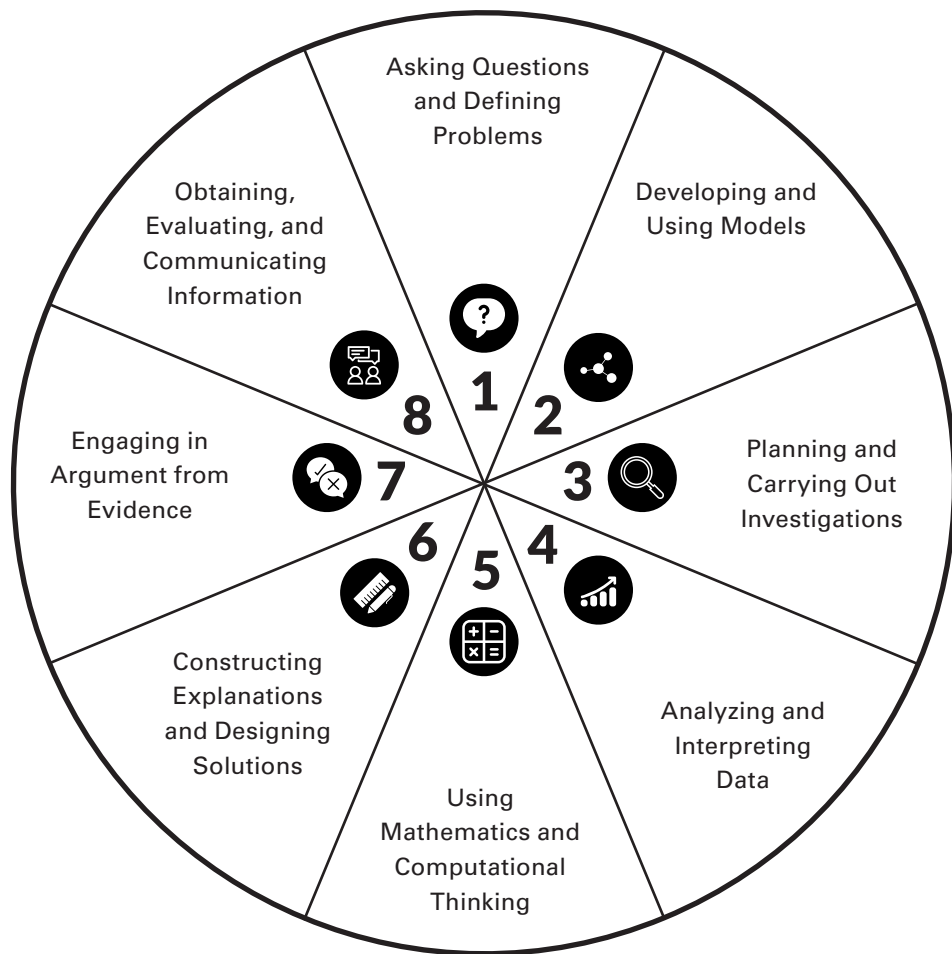 Asking Questions
and Defining
Problems
?
1
Developing and
Using Models
2
Planning and
Carrying Out
Investigations
3
Analyzing and
Interpreting
Data
4
Using
Mathematics and
Computational
Thinking
5
+ −
× =
Constructing
Explanations
and Designing
Solutions
6
Engaging in
Argument from
Evidence
7
Obtaining,
Evaluating, and
Communicating
Information
8